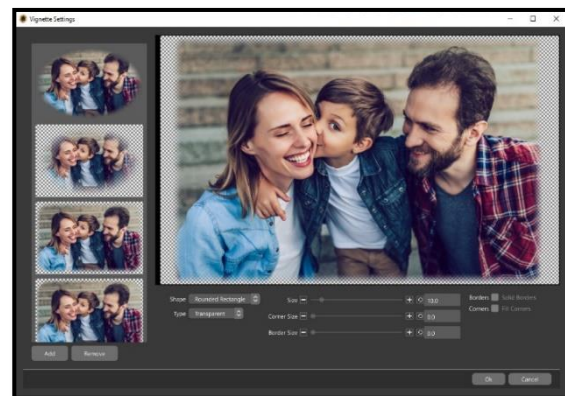 Vignette Settings
Shape Rounded Rectangle Size 10.0 Borders Solid Borders
Type Transparent Corner Size 0.0 Corners Fill Corners
Border Size 0.0
Add Remove
Ok Cancel